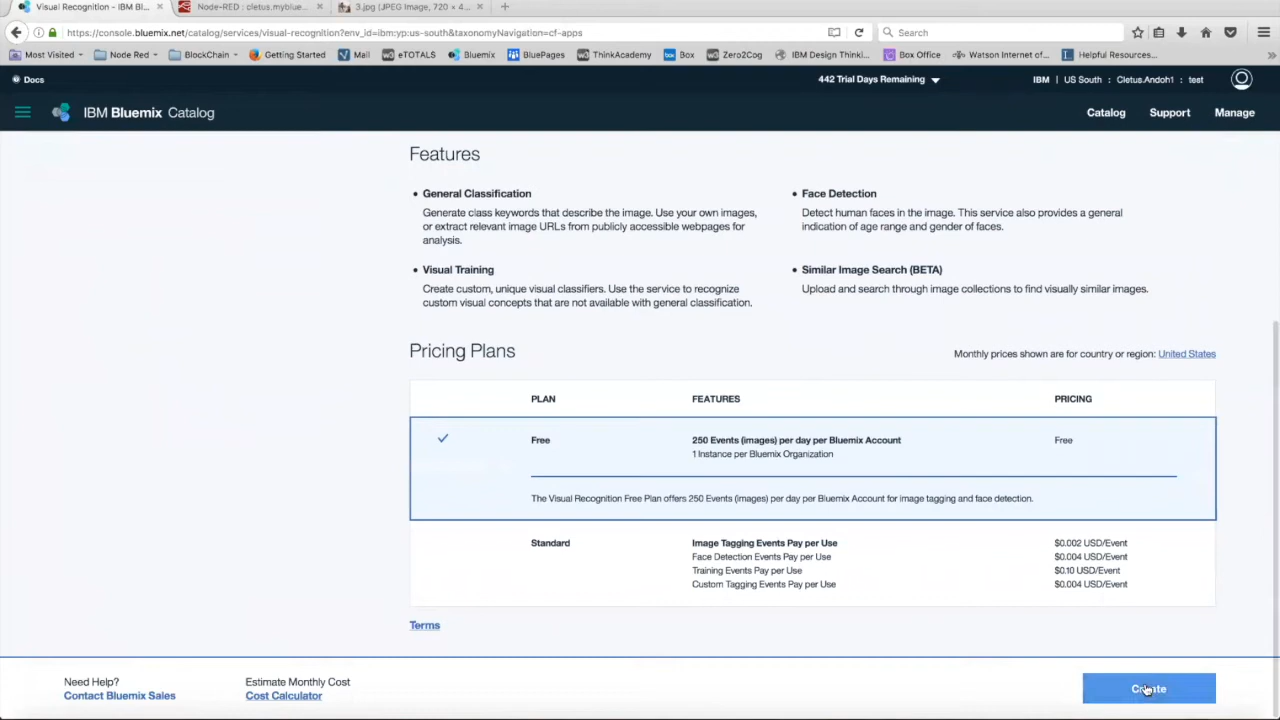 Visual Recognition - IBM Bl
Node-RED : cletus.myblue
3.jpg (JPEG Image, 720 × 4...
https://console.bluemix.net/catalog/services/visual-recognition?env_id=ibm:yp:us-south&taxonomyNavigation=cf-apps
Search
Most Visited
Node Red
BlockChain
Getting Started
Mail
eTOTALS
Bluemix
BluePages
ThinkAcademy
Box
Zero2Cog
IBM Design Thinki...
Box Office
Watson Internet of...
Helpful Resources...
Docs
442 Trial Days Remaining
IBM | US South : Cletus.Andoh1 : test
IBM Bluemix Catalog
Catalog
Support
Manage
Features
• General Classification
Generate class keywords that describe the image. Use your own images,
or extract relevant image URLs from publicly accessible webpages for
analysis.
• Face Detection
Detect human faces in the image. This service also provides a general
indication of age range and gender of faces.
• Visual Training
Create custom, unique visual classifiers. Use the service to recognize
custom visual concepts that are not available with general classification.
• Similar Image Search (BETA)
Upload and search through image collections to find visually similar images.
Pricing Plans
Monthly prices shown are for country or region: United States
PLAN FEATURES PRICING
Free 250 Events (images) per day per Bluemix Account Free
1 Instance per Bluemix Organization
The Visual Recognition Free Plan offers 250 Events (images) per day per Bluemix Account for image tagging and face detection.
Standard Image Tagging Events Pay per Use $0.002 USD/Event
Face Detection Events Pay per Use $0.004 USD/Event
Training Events Pay per Use $0.10 USD/Event
Custom Tagging Events Pay per Use $0.004 USD/Event
Terms
Need Help?
Contact Bluemix Sales
Estimate Monthly Cost
Cost Calculator
Create